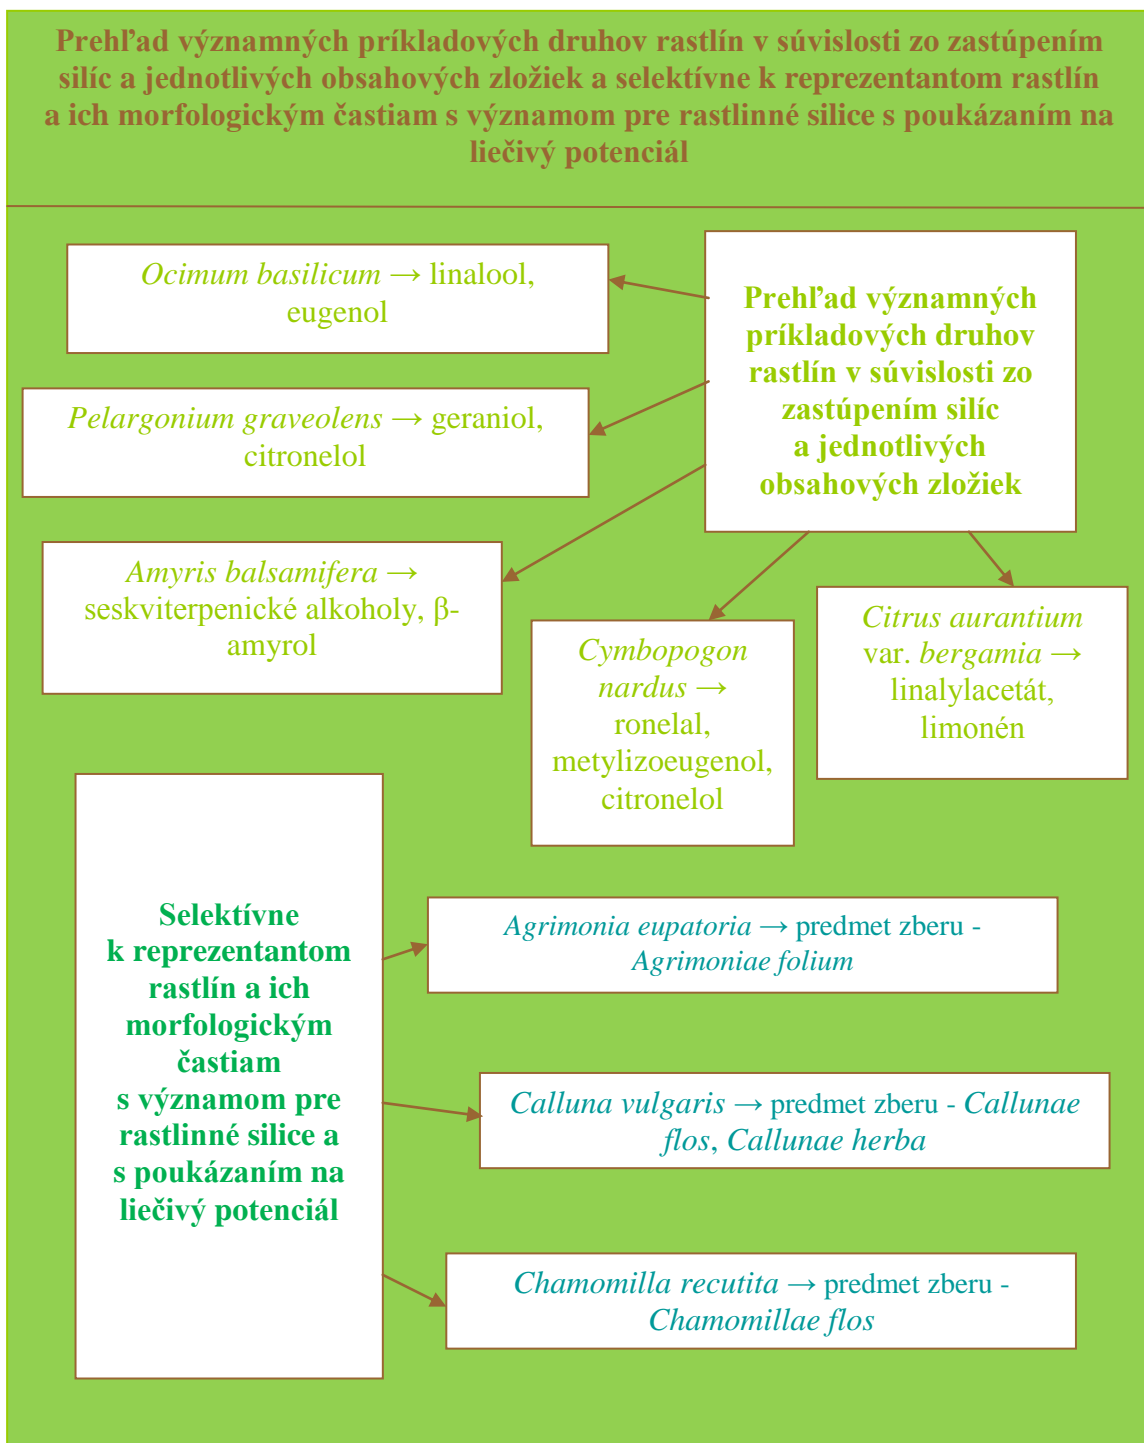 Prehľad významných príkladových druhov rastlín v súvislosti zo zastúpením
silíc a jednotlivých obsahových zložiek a selektívne k reprezentantom rastlín
a ich morfologickým častiam s významom pre rastlinné silice s poukázaním na
liečivý potenciál
Ocimum basilicum → linalool,
eugenol
Pelargonium graveolens → geraniol,
citronelol
Amyris balsamifera →
seskviterpenické alkoholy, β-
amyrol
Prehľad významných
príkladových druhov
rastlín v súvislosti zo
zastúpením silíc
a jednotlivých
obsahových zložiek
Cymbopogon
nardus →
ronelal,
metylizoeugenol,
citronelol
Citrus aurantium
var. bergamia →
linalylacetát,
limonén
Selektívne
k reprezentantom
rastlín a ich
morfologickým
častiam
s významom pre
rastlinné silice a
s poukázaním na
liečivý potenciál
Agrimonia eupatoria → predmet zberu -
Agrimoniae folium
Calluna vulgaris → predmet zberu - Callunae
flos, Callunae herba
Chamomilla recutita → predmet zberu -
Chamomillae flos